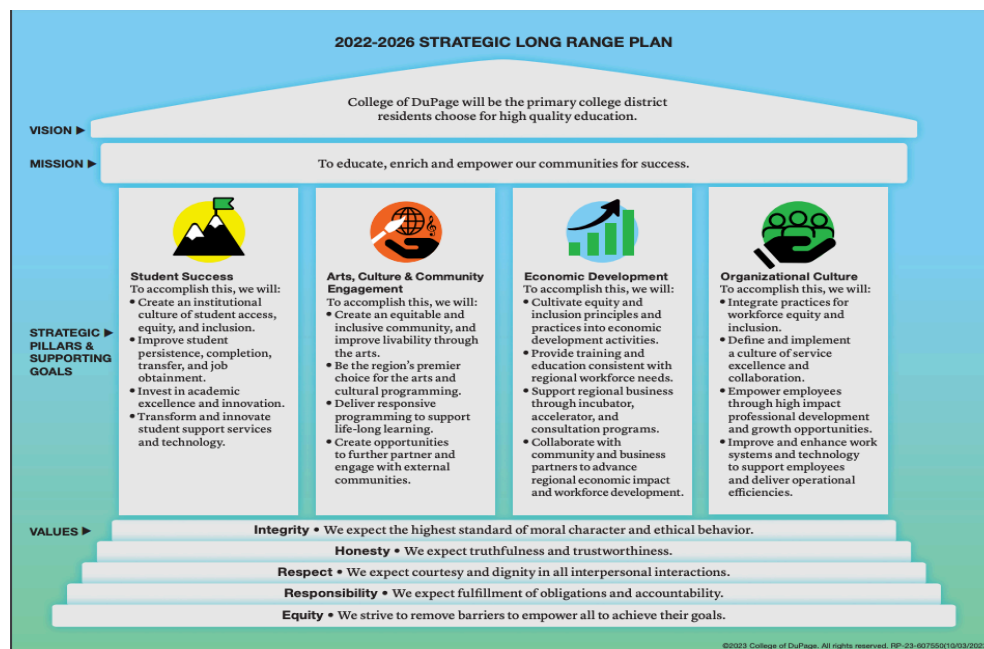 2022-2026 STRATEGIC LONG RANGE PLAN
College of DuPage will be the primary college district
residents choose for high quality education.
VISION ►
MISSION ►
To educate, enrich and empower our communities for success.
STRATEGIC ►
PILLARS &
SUPPORTING
GOALS
Student Success
To accomplish this, we will:
• Create an institutional
culture of student access,
equity, and inclusion.
• Improve student
persistence, completion,
transfer, and job
obtainment.
• Invest in academic
excellence and innovation.
• Transform and innovate
student support services
and technology.
Arts, Culture & Community
Engagement
To accomplish this, we will:
• Create an equitable and
inclusive community, and
improve livability through
the arts.
• Be the region's premier
choice for the arts and
cultural programming.
• Deliver responsive
programming to support
life-long learning.
• Create opportunities
to further partner and
engage with external
communities.
Economic Development
To accomplish this, we will:
• Cultivate equity and
inclusion principles and
practices into economic
development activities.
• Provide training and
education consistent with
regional workforce needs.
• Support regional business
through incubator,
accelerator, and
consultation programs.
• Collaborate with
community and business
partners to advance
regional economic impact
and workforce development.
Organizational Culture
To accomplish this, we will:
• Integrate practices for
workforce equity and
inclusion.
• Define and implement
a culture of service
excellence and
collaboration.
• Empower employees
through high impact
professional development
and growth opportunities.
• Improve and enhance work
systems and technology
to support employees
and deliver operational
efficiencies.
VALUES ►
Integrity • We expect the highest standard of moral character and ethical behavior.
Honesty • We expect truthfulness and trustworthiness.
Respect • We expect courtesy and dignity in all interpersonal interactions.
Responsibility • We expect fulfillment of obligations and accountability.
Equity • We strive to remove barriers to empower all to achieve their goals.
©2023 College of DuPage. All rights reserved. RP-23-607550(10/03/202